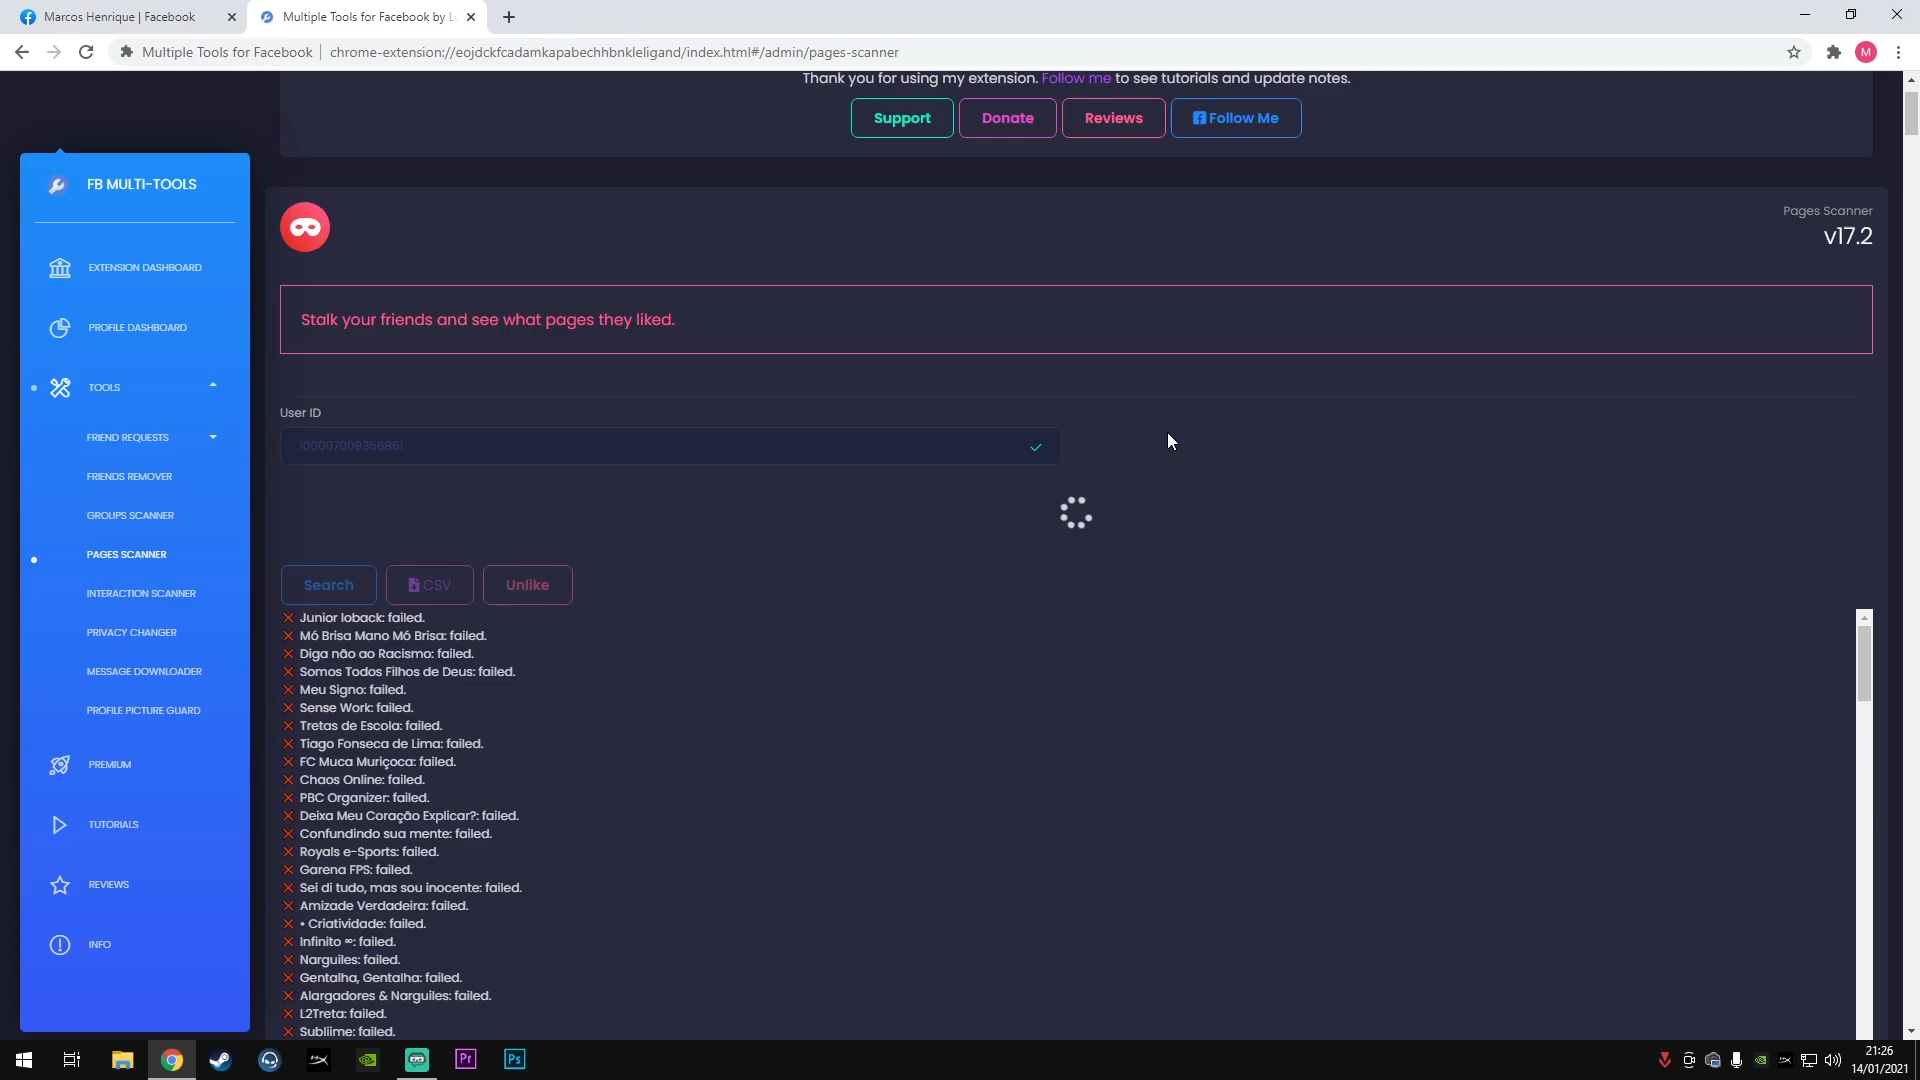 Marcos Henrique | Facebook
Multiple Tools for Facebook by Lo
Multiple Tools for Facebook | chrome-extension://eojdckfcadamkapabechhbnkleligand/index.html#/admin/pages-scanner
M
Thank you for using my extension. Follow me to see tutorials and update notes.
Support
Donate
Reviews
Follow Me
FB MULTI-TOOLS
EXTENSION DASHBOARD
PROFILE DASHBOARD
TOOLS
FRIEND REQUESTS
FRIENDS REMOVER
GROUPS SCANNER
PAGES SCANNER
INTERACTION SCANNER
PRIVACY CHANGER
MESSAGE DOWNLOADER
PROFILE PICTURE GUARD
PREMIUM
TUTORIALS
REVIEWS
INFO
Pages Scanner
v17.2
Stalk your friends and see what pages they liked.
User ID
100007009356861
Search
CSV
Unlike
Junior loback: failed.
Mó Brisa Mano Mó Brisa: failed.
Diga não ao Racismo: failed.
Somos Todos Filhos de Deus: failed.
Meu Signo: failed.
Sense Work: failed.
Tretas de Escola: failed.
Tiago Fonseca de Lima: failed.
FC Muca Muriçoca: failed.
Chaos Online: failed.
PBC Organizer: failed.
Deixa Meu Coração Explicar?: failed.
Confundindo sua mente: failed.
Royals e-Sports: failed.
Garena FPS: failed.
Sei di tudo, mas sou inocente: failed.
Amizade Verdadeira: failed.
• Criatividade: failed.
Infinito ∞: failed.
Narguiles: failed.
Gentalha, Gentalha: failed.
Alargadores & Narguiles: failed.
L2Treta: failed.
Subliime: failed.
Pr
Ps
21:26
14/01/2021